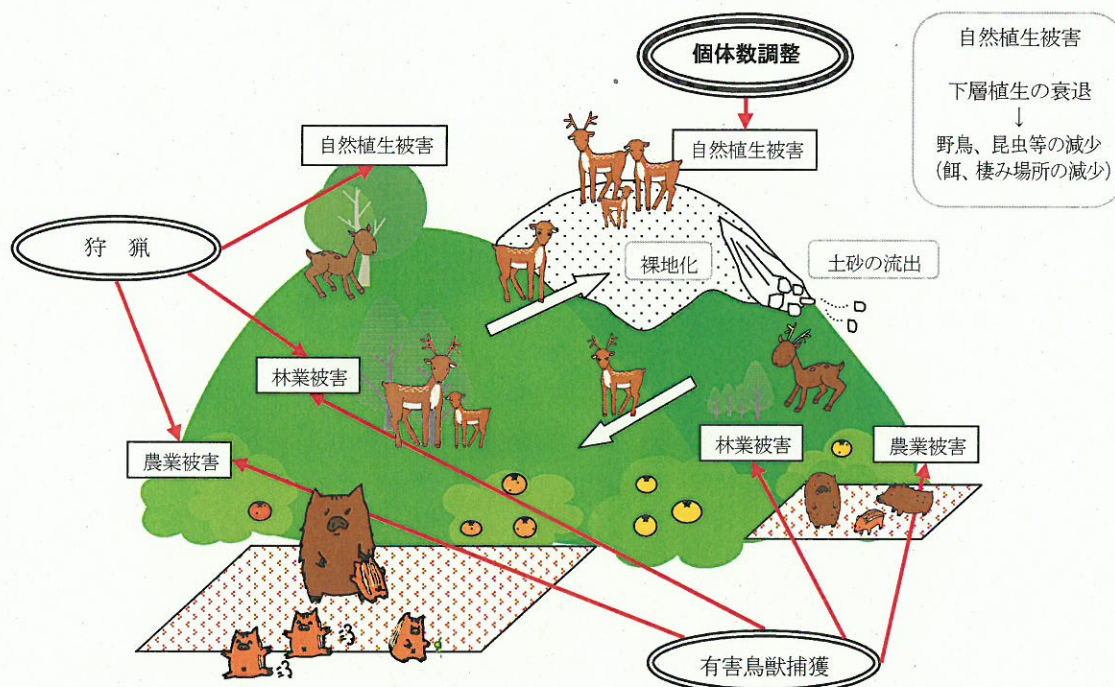 個体数調整
自然植生被害
下層植生の衰退
↓
野鳥、昆虫等の減少
(餌、棲み場所の減少)
自然植生被害
自然植生被害
狩 猟
裸地化
土砂の流出
林業被害
農業被害
林業被害
農業被害
有害鳥獣捕獲